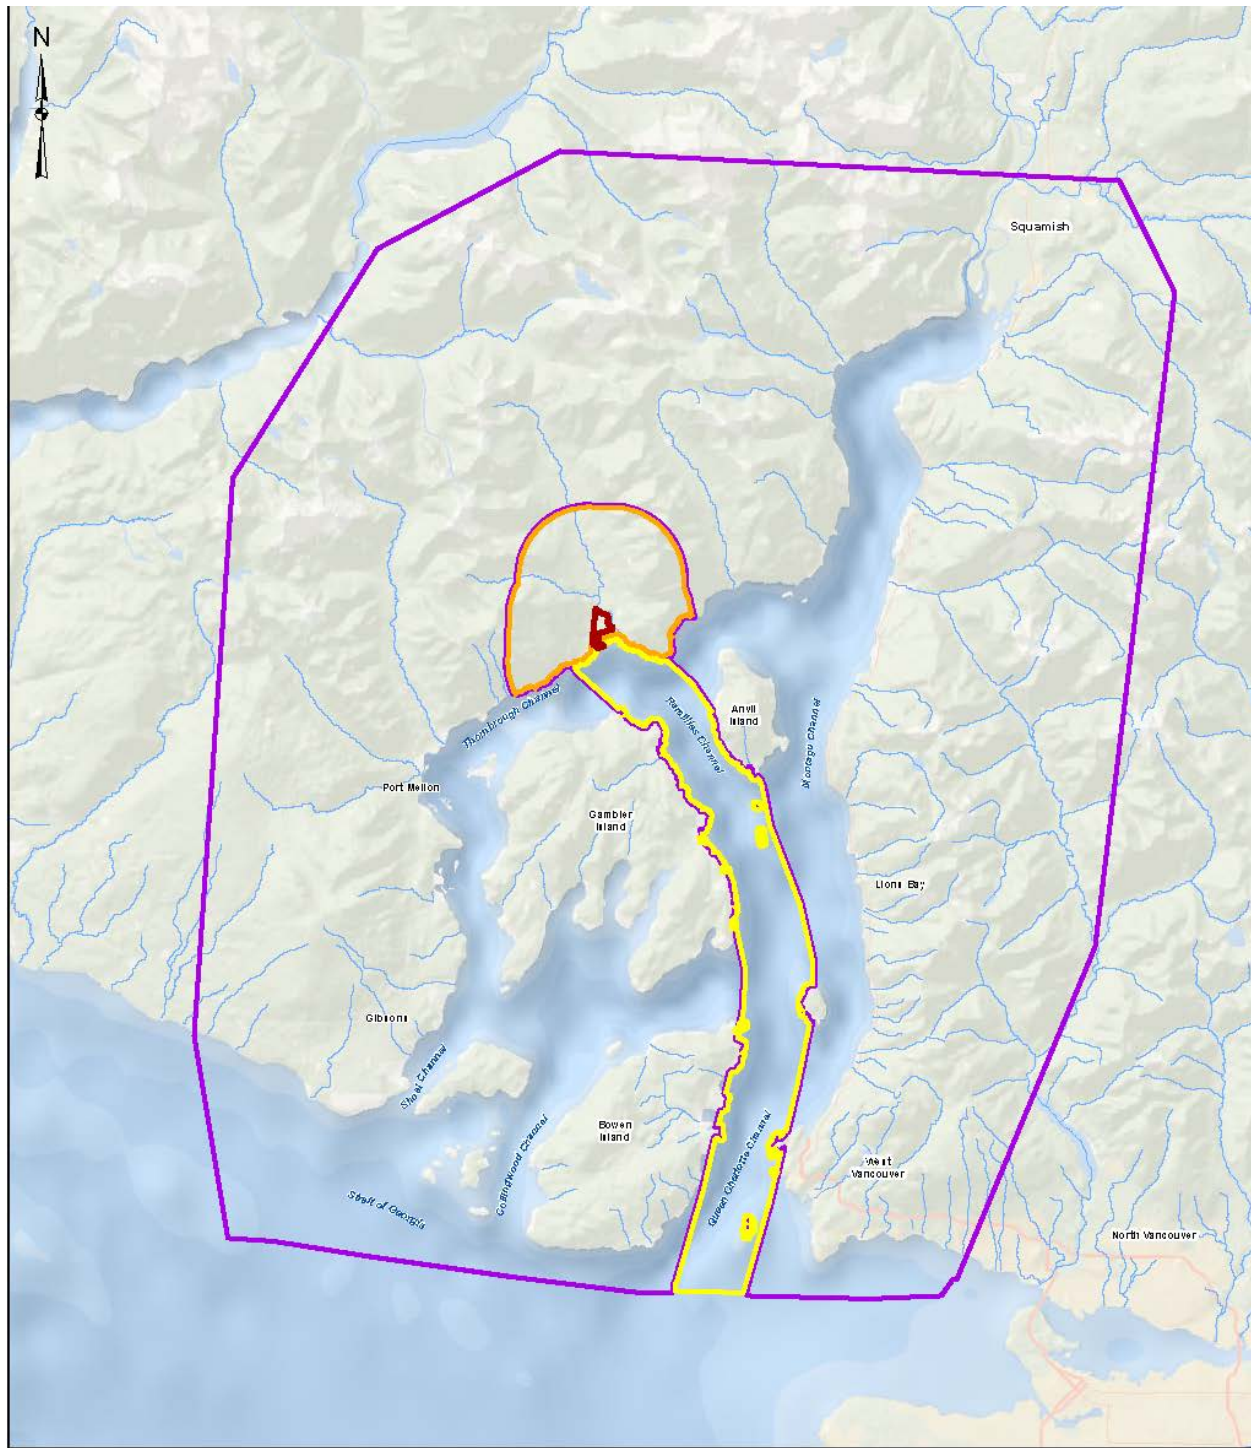 N
Squamish
Thornbrough Channel
Ramillies Channel
Anvil
Island
Montagu Channel
Port Mellon
Gambier
Island
Lions Bay
Gibsons
Shoal Channel
Bowen
Island
Collingwood Channel
Queen Charlotte Channel
West
Vancouver
Strait of Georgia
North Vancouver